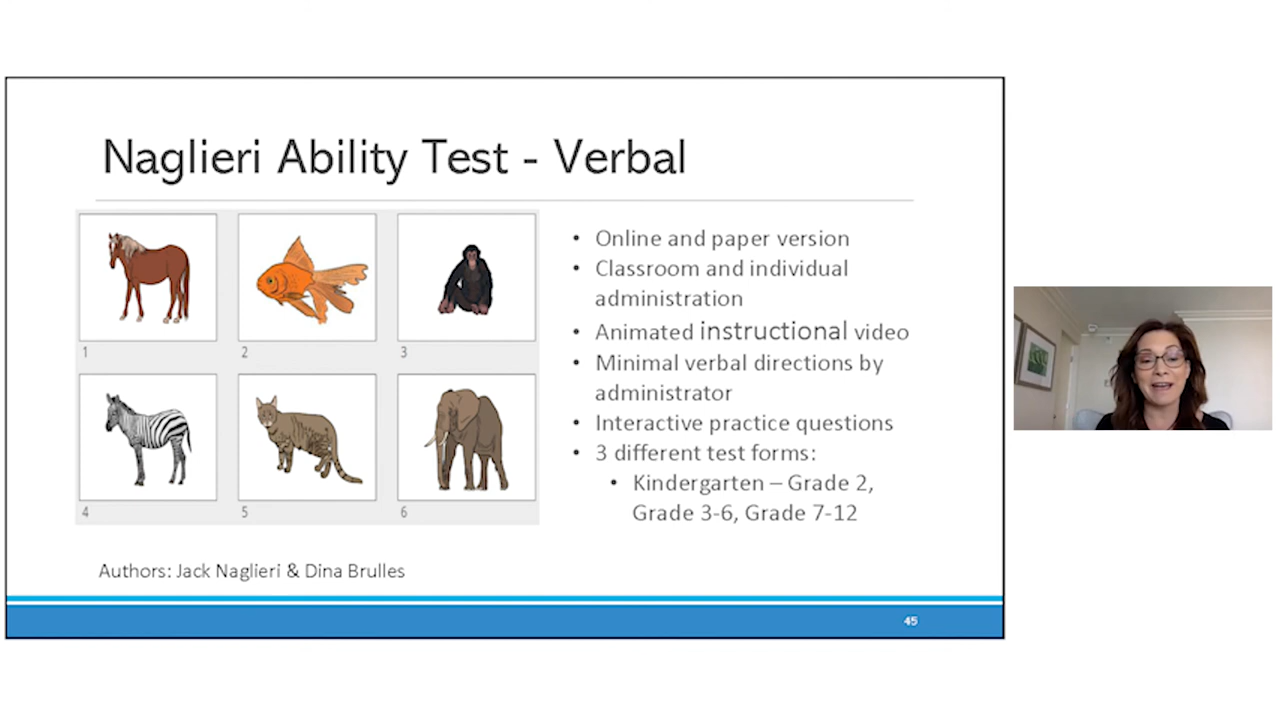 Naglieri Ability Test - Verbal
1
2
3
4
5
6
• Online and paper version
• Classroom and individual
administration
• Animated instructional video
• Minimal verbal directions by
administrator
• Interactive practice questions
• 3 different test forms:
• Kindergarten – Grade 2,
Grade 3-6, Grade 7-12
Authors: Jack Naglieri & Dina Brulles
45